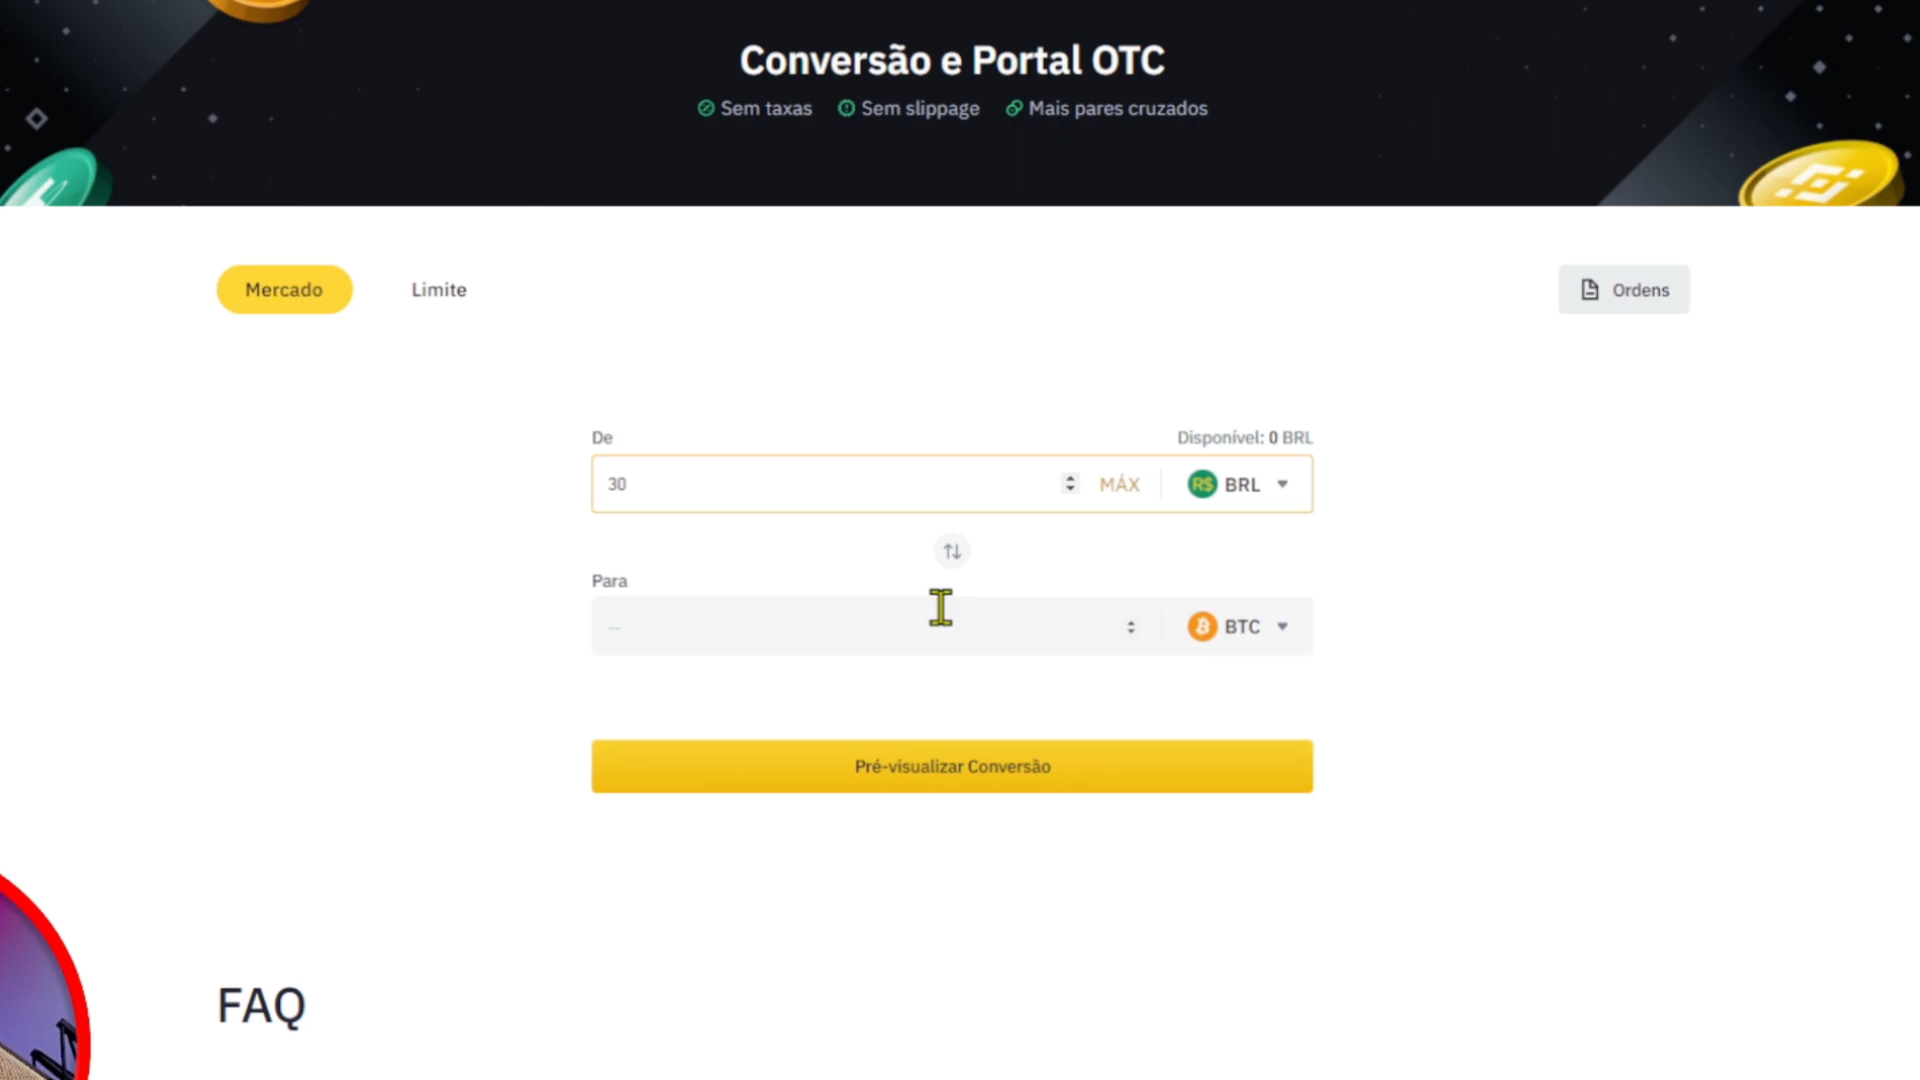 Conversão e Portal OTC
Sem taxas Sem slippage Mais pares cruzados
Mercado Limite Ordens
De Disponível: 0 BRL
30 MÁX R$ BRL
Para
-- BTC
Pré-visualizar Conversão
FAQ